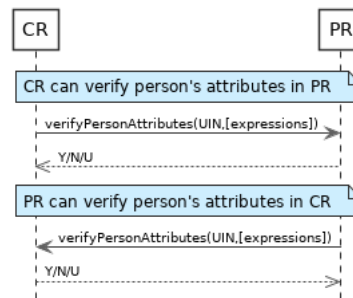 CR PR
CR can verify person's attributes in PR
verifyPersonAttributes(UIN,[expressions])
Y/N/U
PR can verify person's attributes in CR
verifyPersonAttributes(UIN,[expressions])
Y/N/U